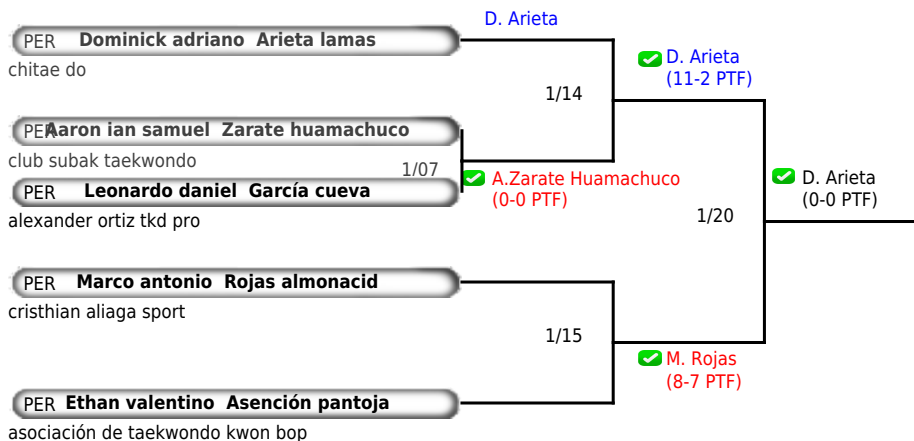 D. Arieta
PER Dominick adriano Arieta lamas
chitae do
D. Arieta
(11-2 PTF)
1/14
PER Aaron ian samuel Zarate huamachuco
club subak taekwondo
1/07
A.Zarate Huamachuco
(0-0 PTF)
D. Arieta
(0-0 PTF)
PER Leonardo daniel García cueva
alexander ortiz tkd pro
1/20
PER Marco antonio Rojas almonacid
cristhian aliaga sport
1/15
M. Rojas
(8-7 PTF)
PER Ethan valentino Asención pantoja
asociación de taekwondo kwon bop